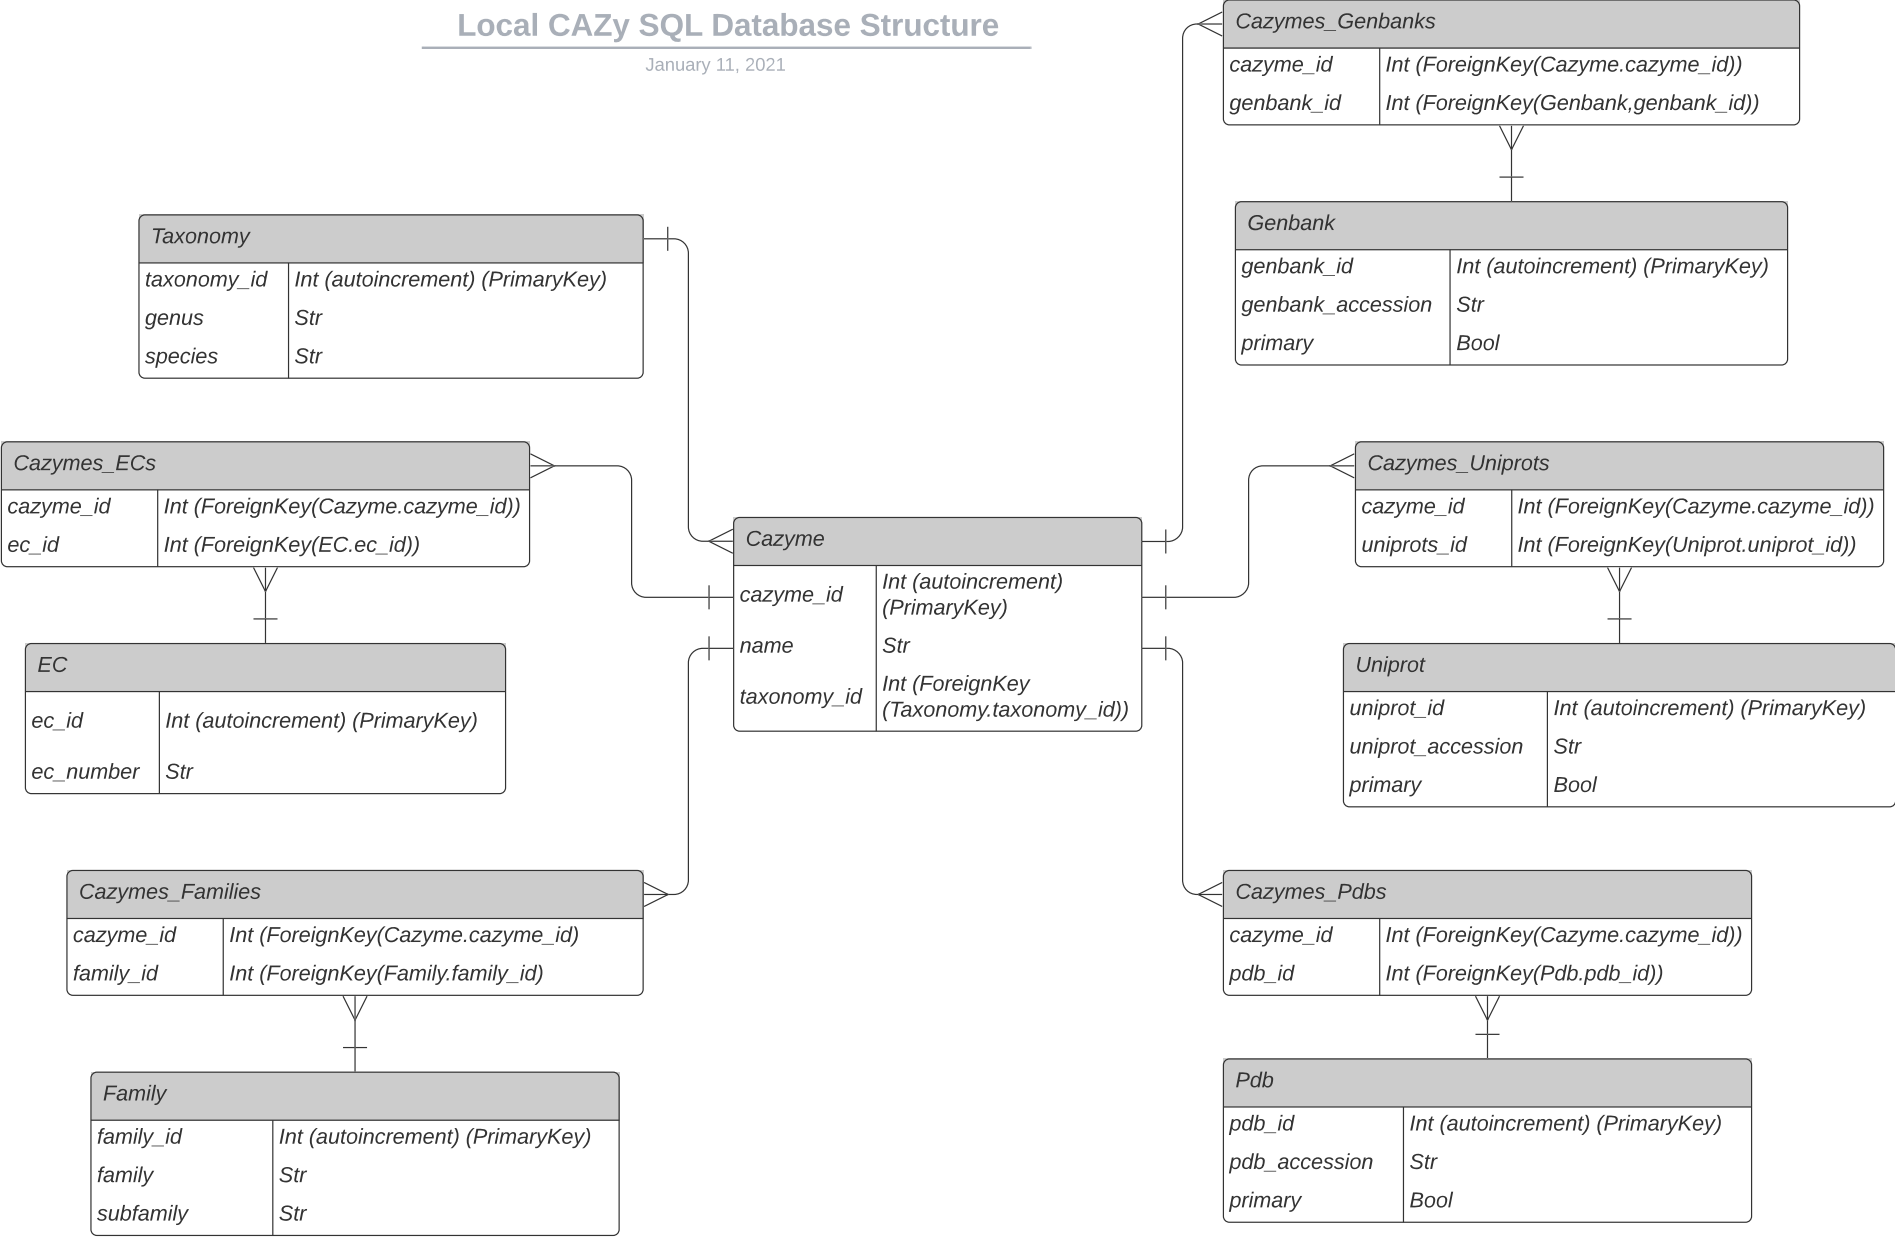 Local CAZy SQL Database Structure
January 11, 2021
Cazymes_Genbanks
cazyme_id Int (ForeignKey(Cazyme.cazyme_id))
genbank_id Int (ForeignKey(Genbank,genbank_id))
Genbank
genbank_id Int (autoincrement) (PrimaryKey)
genbank_accession Str
primary Bool
Taxonomy
taxonomy_id Int (autoincrement) (PrimaryKey)
genus Str
species Str
Cazymes_ECs
cazyme_id Int (ForeignKey(Cazyme.cazyme_id))
ec_id Int (ForeignKey(EC.ec_id))
EC
ec_id Int (autoincrement) (PrimaryKey)
ec_number Str
Cazyme
cazyme_id Int (autoincrement)
(PrimaryKey)
name Str
taxonomy_id Int (ForeignKey
(Taxonomy.taxonomy_id))
Cazymes_Uniprots
cazyme_id Int (ForeignKey(Cazyme.cazyme_id))
uniprots_id Int (ForeignKey(Uniprot.uniprot_id))
Uniprot
uniprot_id Int (autoincrement) (PrimaryKey)
uniprot_accession Str
primary Bool
Cazymes_Families
cazyme_id Int (ForeignKey(Cazyme.cazyme_id)
family_id Int (ForeignKey(Family.family_id)
Family
family_id Int (autoincrement) (PrimaryKey)
family Str
subfamily Str
Cazymes_Pdbs
cazyme_id Int (ForeignKey(Cazyme.cazyme_id))
pdb_id Int (ForeignKey(Pdb.pdb_id))
Pdb
pdb_id Int (autoincrement) (PrimaryKey)
pdb_accession Str
primary Bool